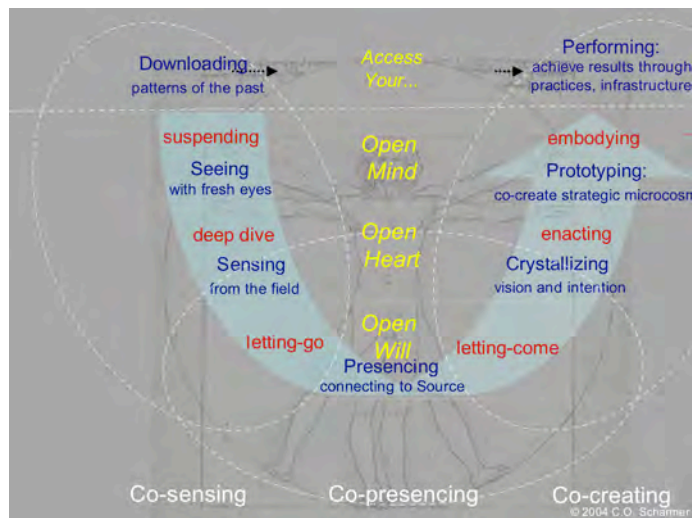 Downloading
patterns of the past
Access
Your...
Performing:
achieve results through
practices, infrastructure
suspending
Open
Mind
embodying
Seeing
with fresh eyes
Prototyping:
co-create strategic microcosm
deep dive
Open
Heart
enacting
Sensing
from the field
Crystallizing
vision and intention
letting-go
Open
Will
letting-come
Presencing
connecting to Source
Co-sensing
Co-presencing
Co-creating
© 2004 C.O. Scharmer